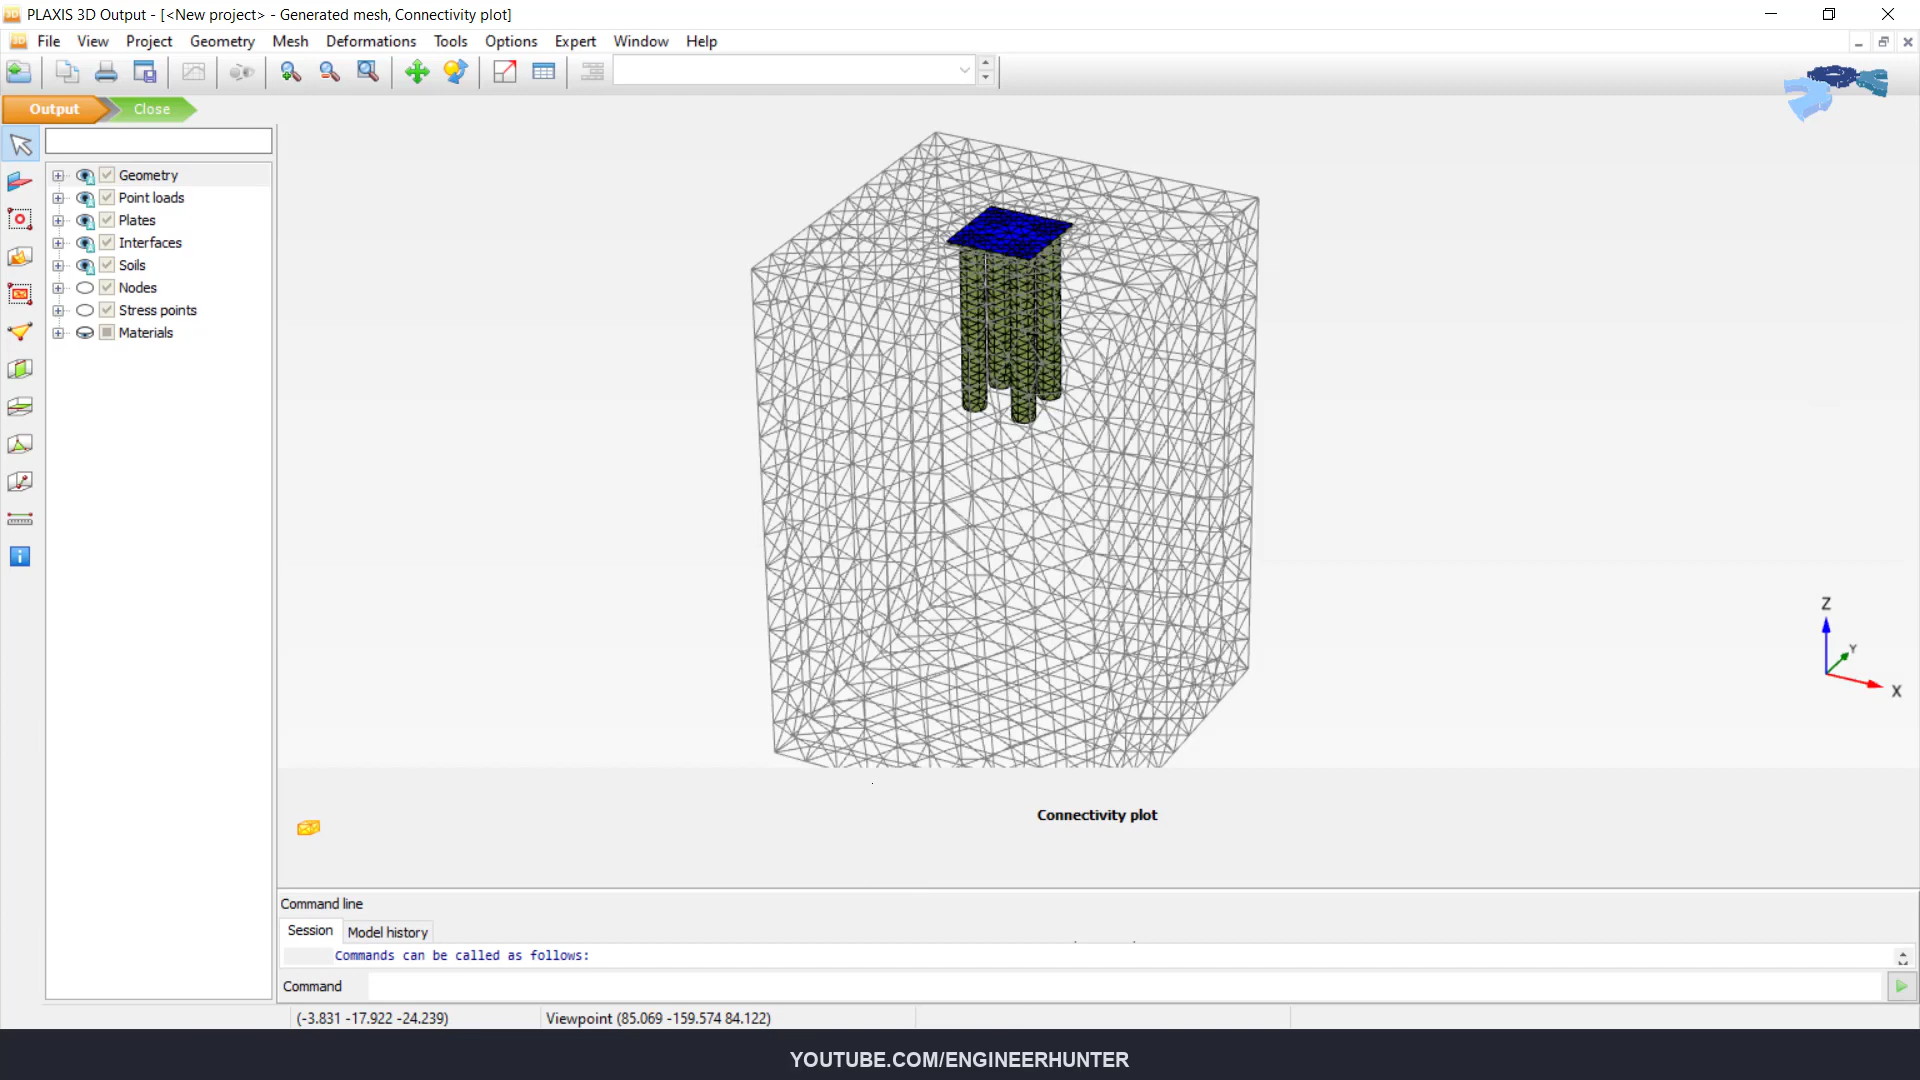 PLAXIS 3D Output - [<New project> - Generated mesh, Connectivity plot]
File View Project Geometry Mesh Deformations Tools Options Expert Window Help
Output Close
Geometry
Point loads
Plates
Interfaces
Soils
Nodes
Stress points
Materials
Z
Y
X
Connectivity plot
Command line
Session Model history
Commands can be called as follows:
Command
(-3.831 -17.922 -24.239) Viewpoint (85.069 -159.574 84.122)
YOUTUBE.COM/ENGINEERHUNTER